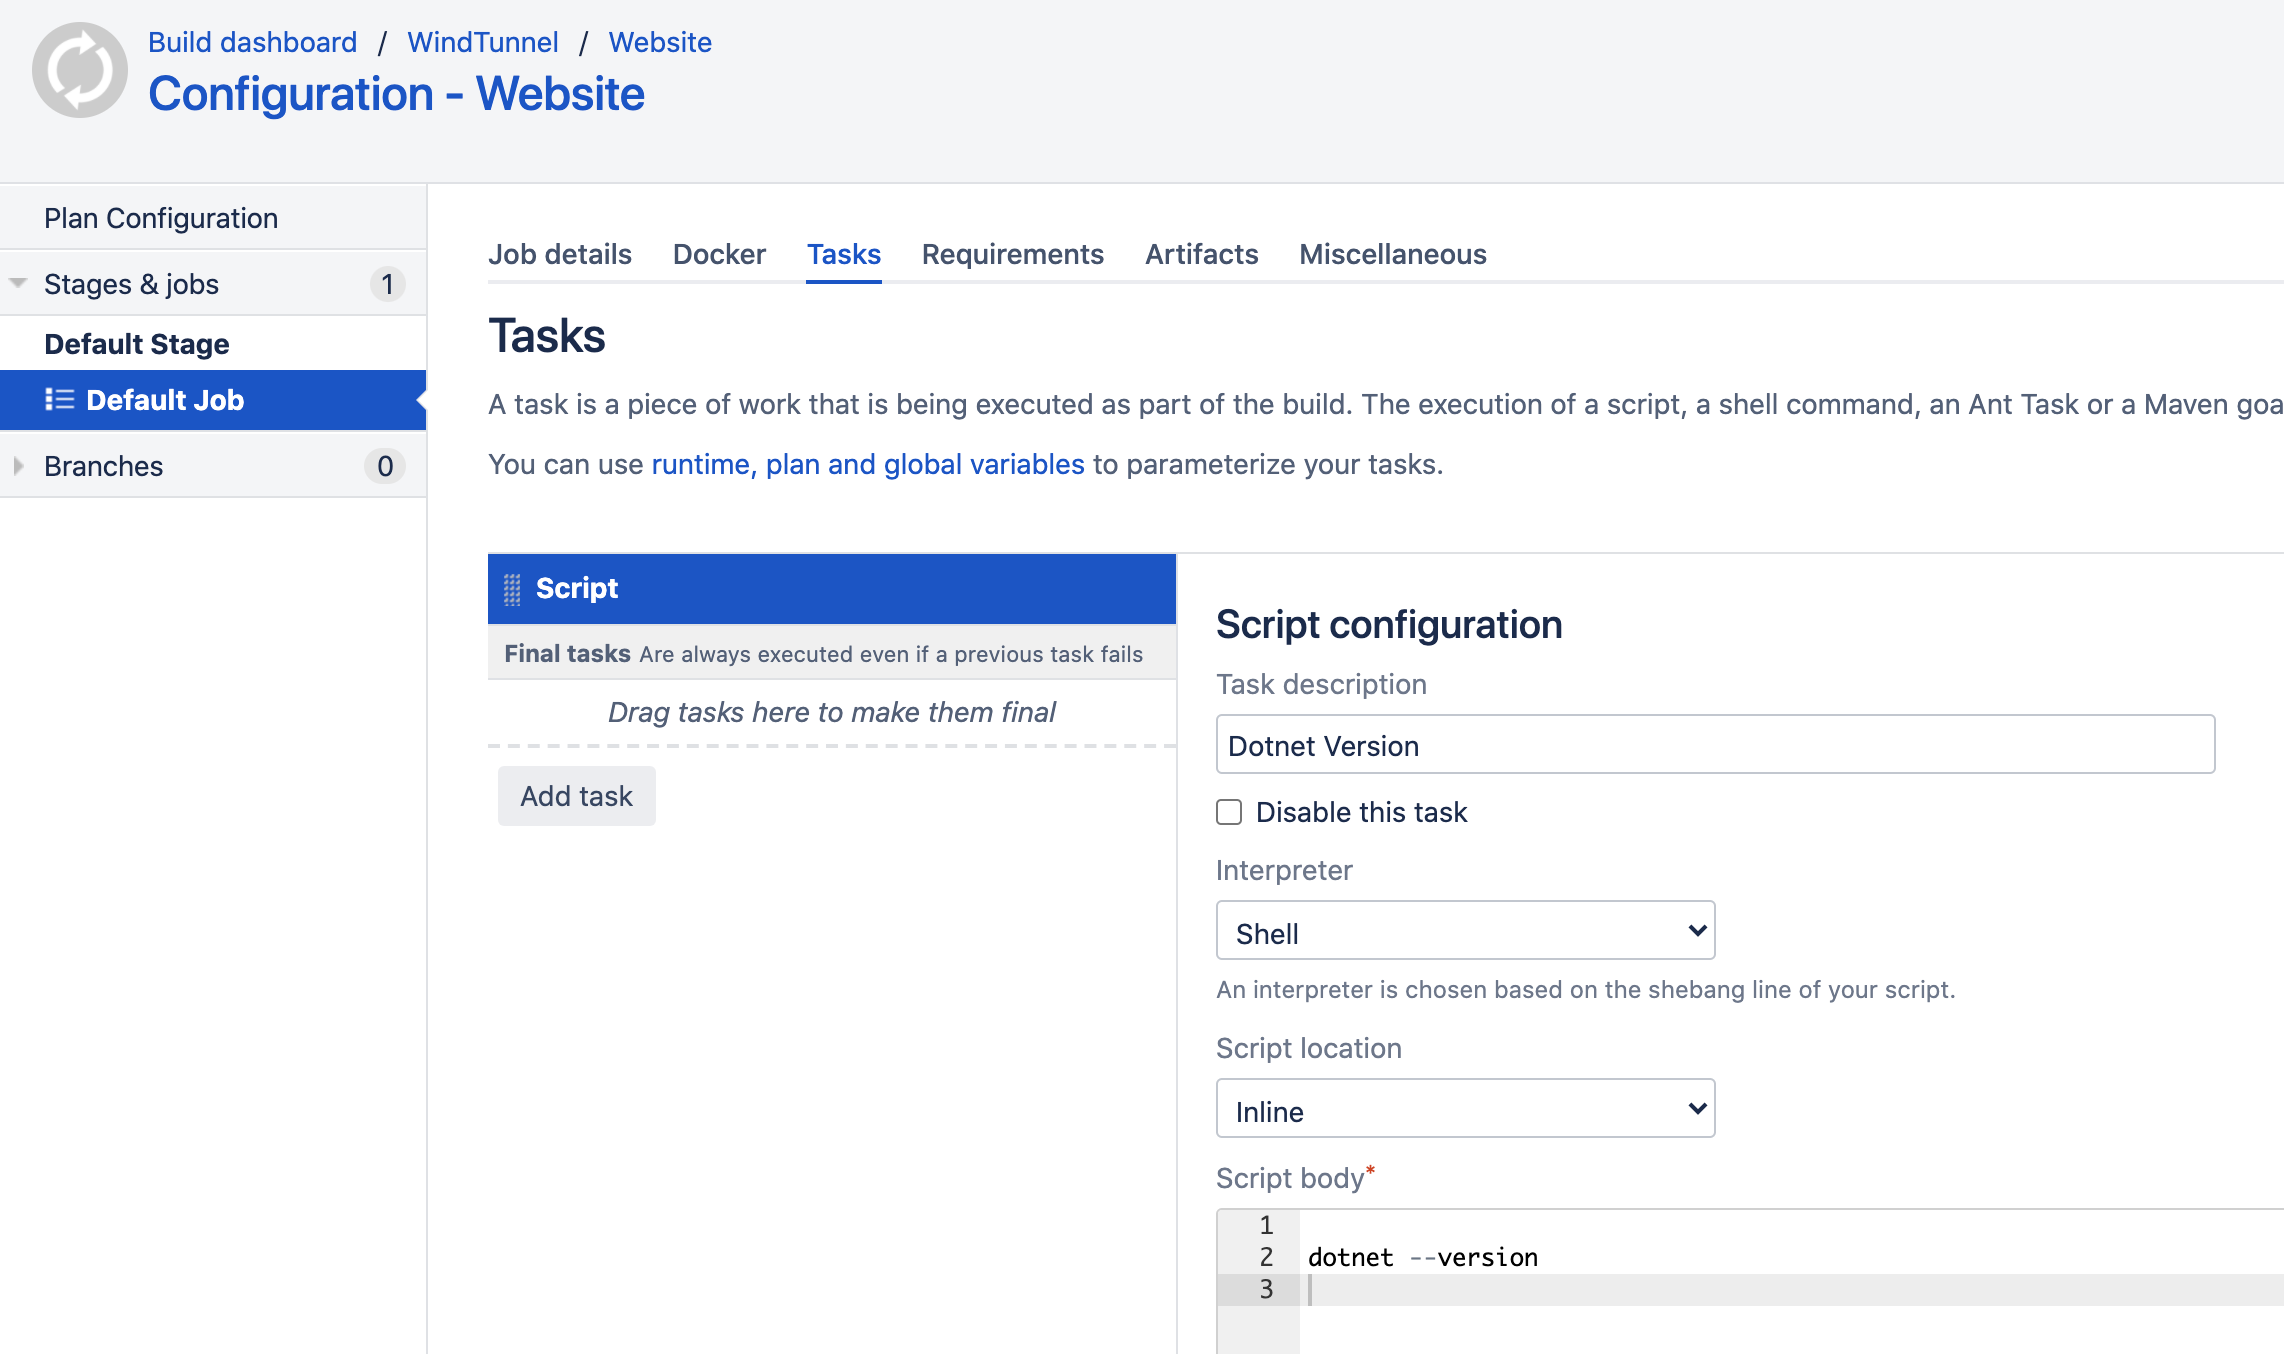 Build dashboard / WindTunnel / Website
Configuration - Website
Plan Configuration
Stages & jobs 1
Default Stage
Default Job
Branches 0
Job details Docker Tasks Requirements Artifacts Miscellaneous
Tasks
A task is a piece of work that is being executed as part of the build. The execution of a script, a shell command, an Ant Task or a Maven goa
You can use runtime, plan and global variables to parameterize your tasks.
Script
Final tasks Are always executed even if a previous task fails
Drag tasks here to make them final
Add task
Script configuration
Task description
Dotnet Version
Disable this task
Interpreter
Shell
An interpreter is chosen based on the shebang line of your script.
Script location
Inline
Script body*
1
2 dotnet --version
3